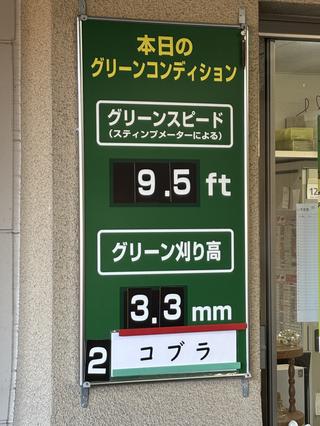 本日の
グリーンコンディション
グリーンスピード
(スティンプメーターによる)
9.5 ft
グリーン刈り高
3.3 mm
2 コブラ